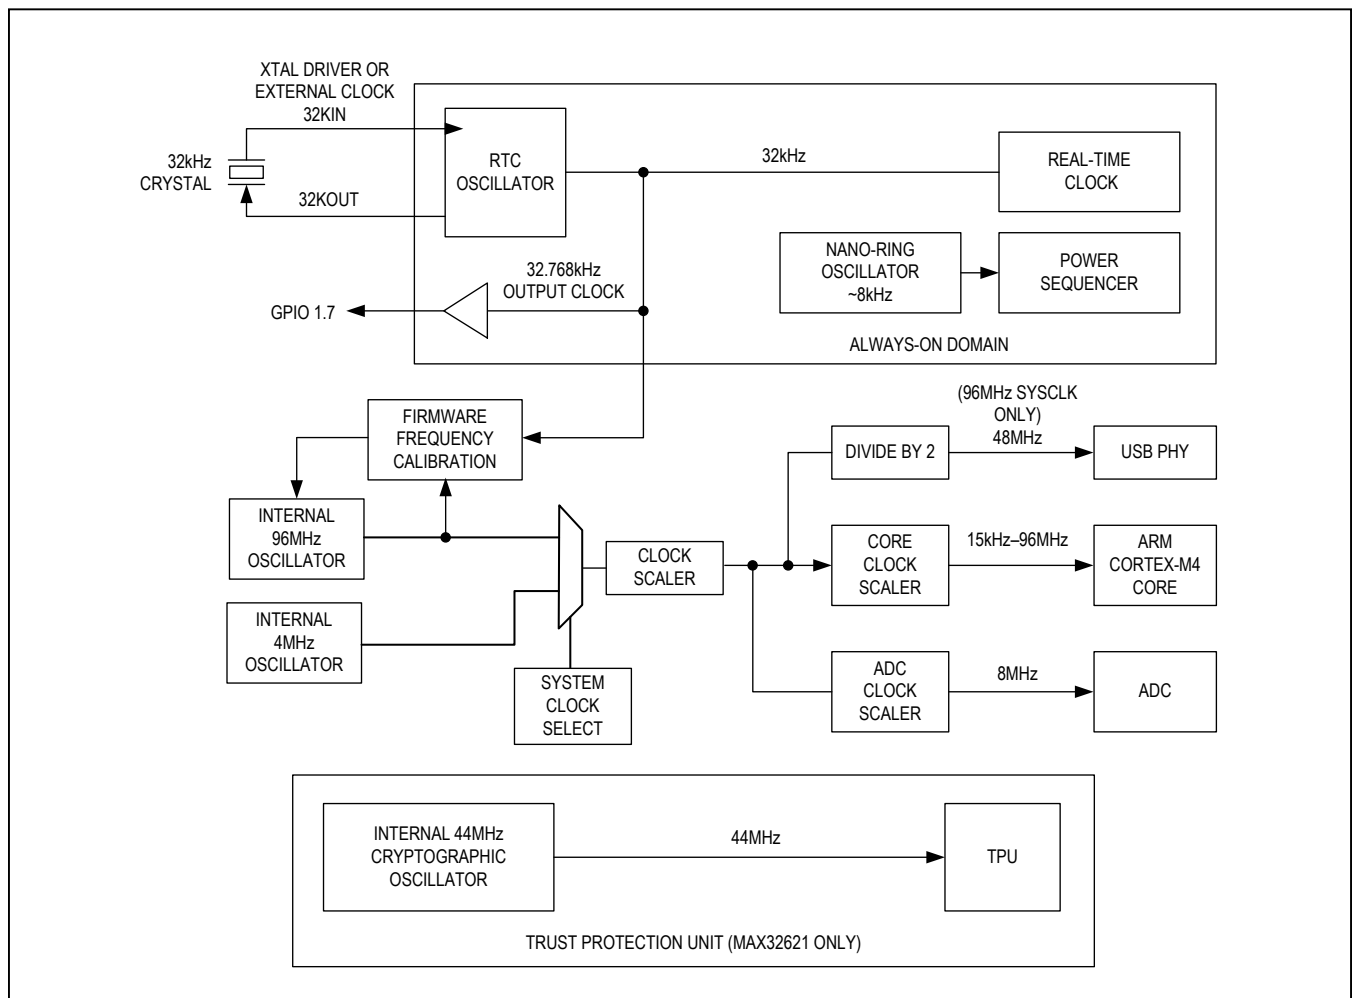 XTAL DRIVER OR
EXTERNAL CLOCK
32KIN
32kHz
CRYSTAL
32KOUT
RTC
OSCILLATOR
32kHz
REAL-TIME
CLOCK
NANO-RING
OSCILLATOR
~8kHz
POWER
SEQUENCER
32.768kHz
OUTPUT CLOCK
GPIO 1.7
ALWAYS-ON DOMAIN
FIRMWARE
FREQUENCY
CALIBRATION
INTERNAL
96MHz
OSCILLATOR
INTERNAL
4MHz
OSCILLATOR
SYSTEM
CLOCK
SELECT
CLOCK
SCALER
DIVIDE BY 2
(96MHz SYSCLK
ONLY)
48MHz
USB PHY
CORE
CLOCK
SCALER
15kHz–96MHz
ARM
CORTEX-M4
CORE
ADC
CLOCK
SCALER
8MHz
ADC
INTERNAL 44MHz
CRYPTOGRAPHIC
OSCILLATOR
44MHz
TPU
TRUST PROTECTION UNIT (MAX32621 ONLY)